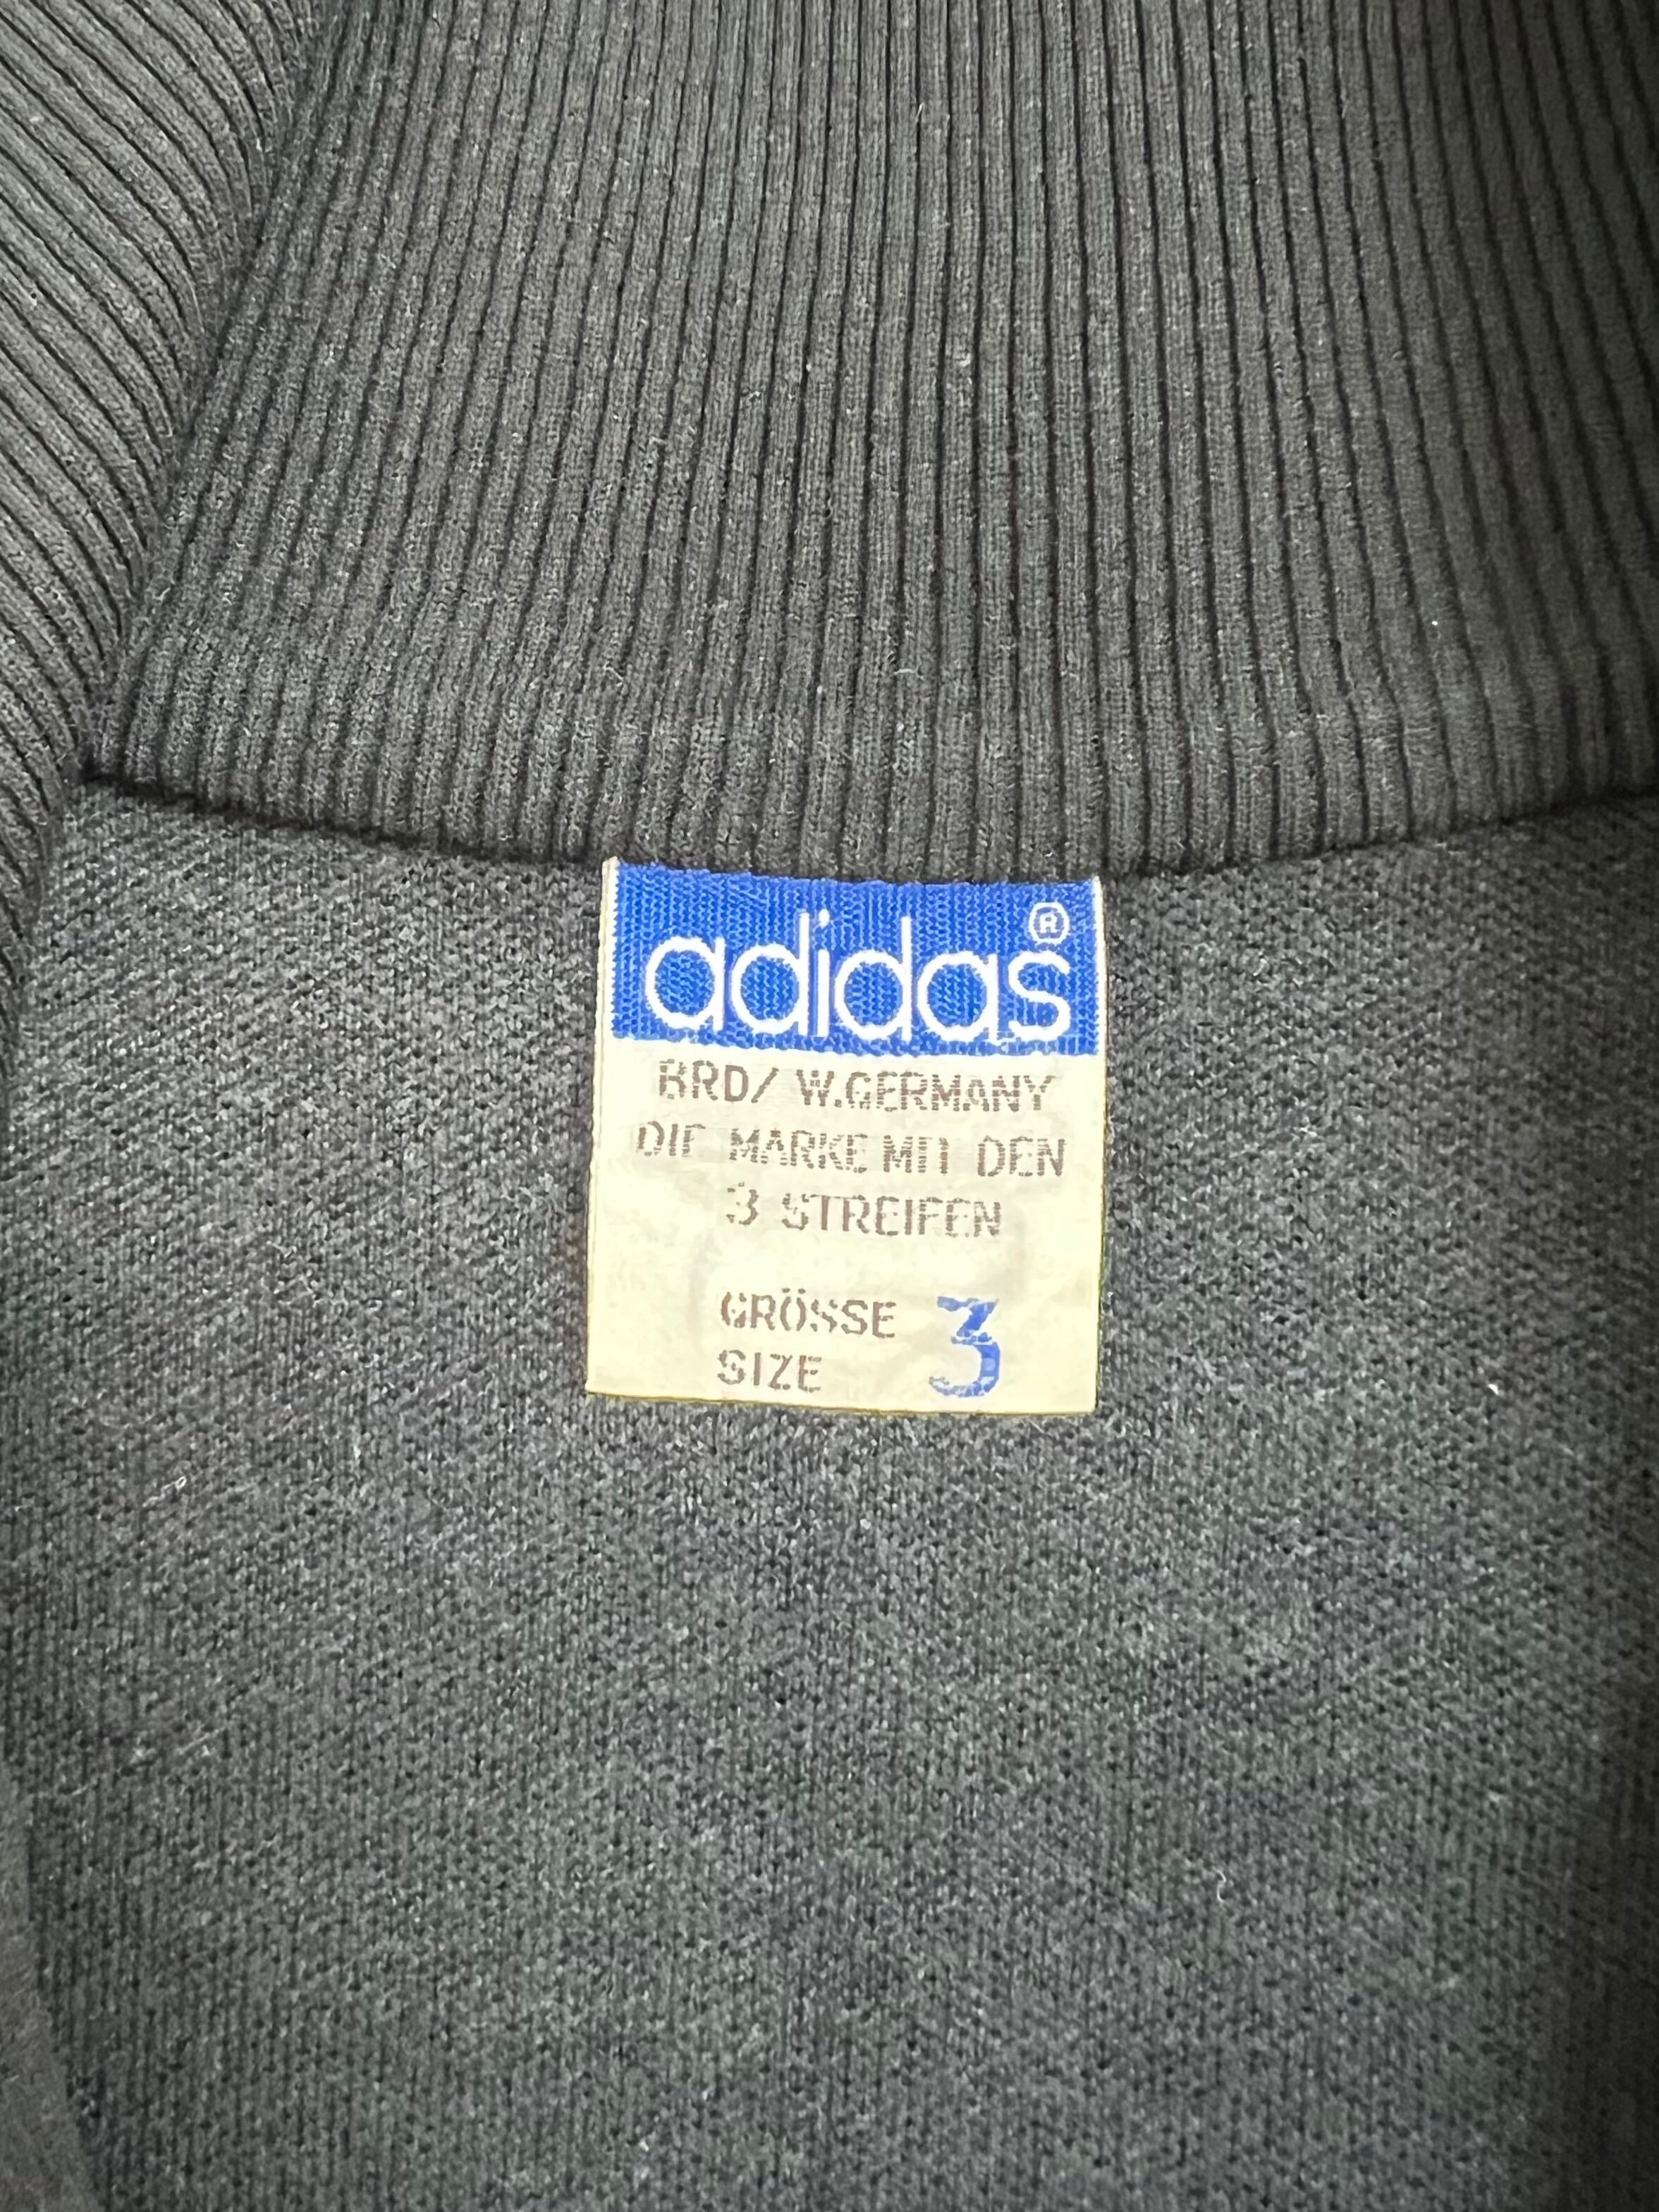 adidas®
BRD/ W.GERMANY
DIE MARKE MIT DEN
3 STREIFEN
GRÖSSE 3
SIZE